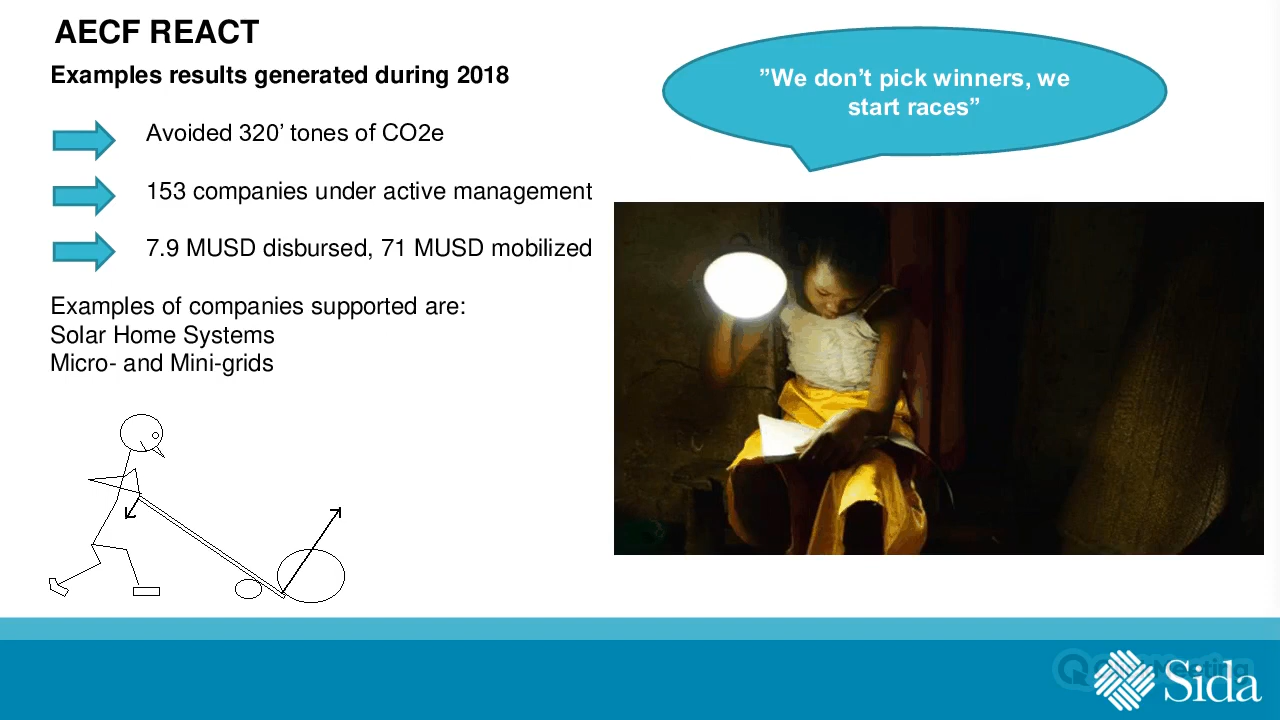 AECF REACT
Examples results generated during 2018
Avoided 320’ tones of CO2e
153 companies under active management
7.9 MUSD disbursed, 71 MUSD mobilized
Examples of companies supported are:
Solar Home Systems
Micro- and Mini-grids
”We don’t pick winners, we
start races”
Sida